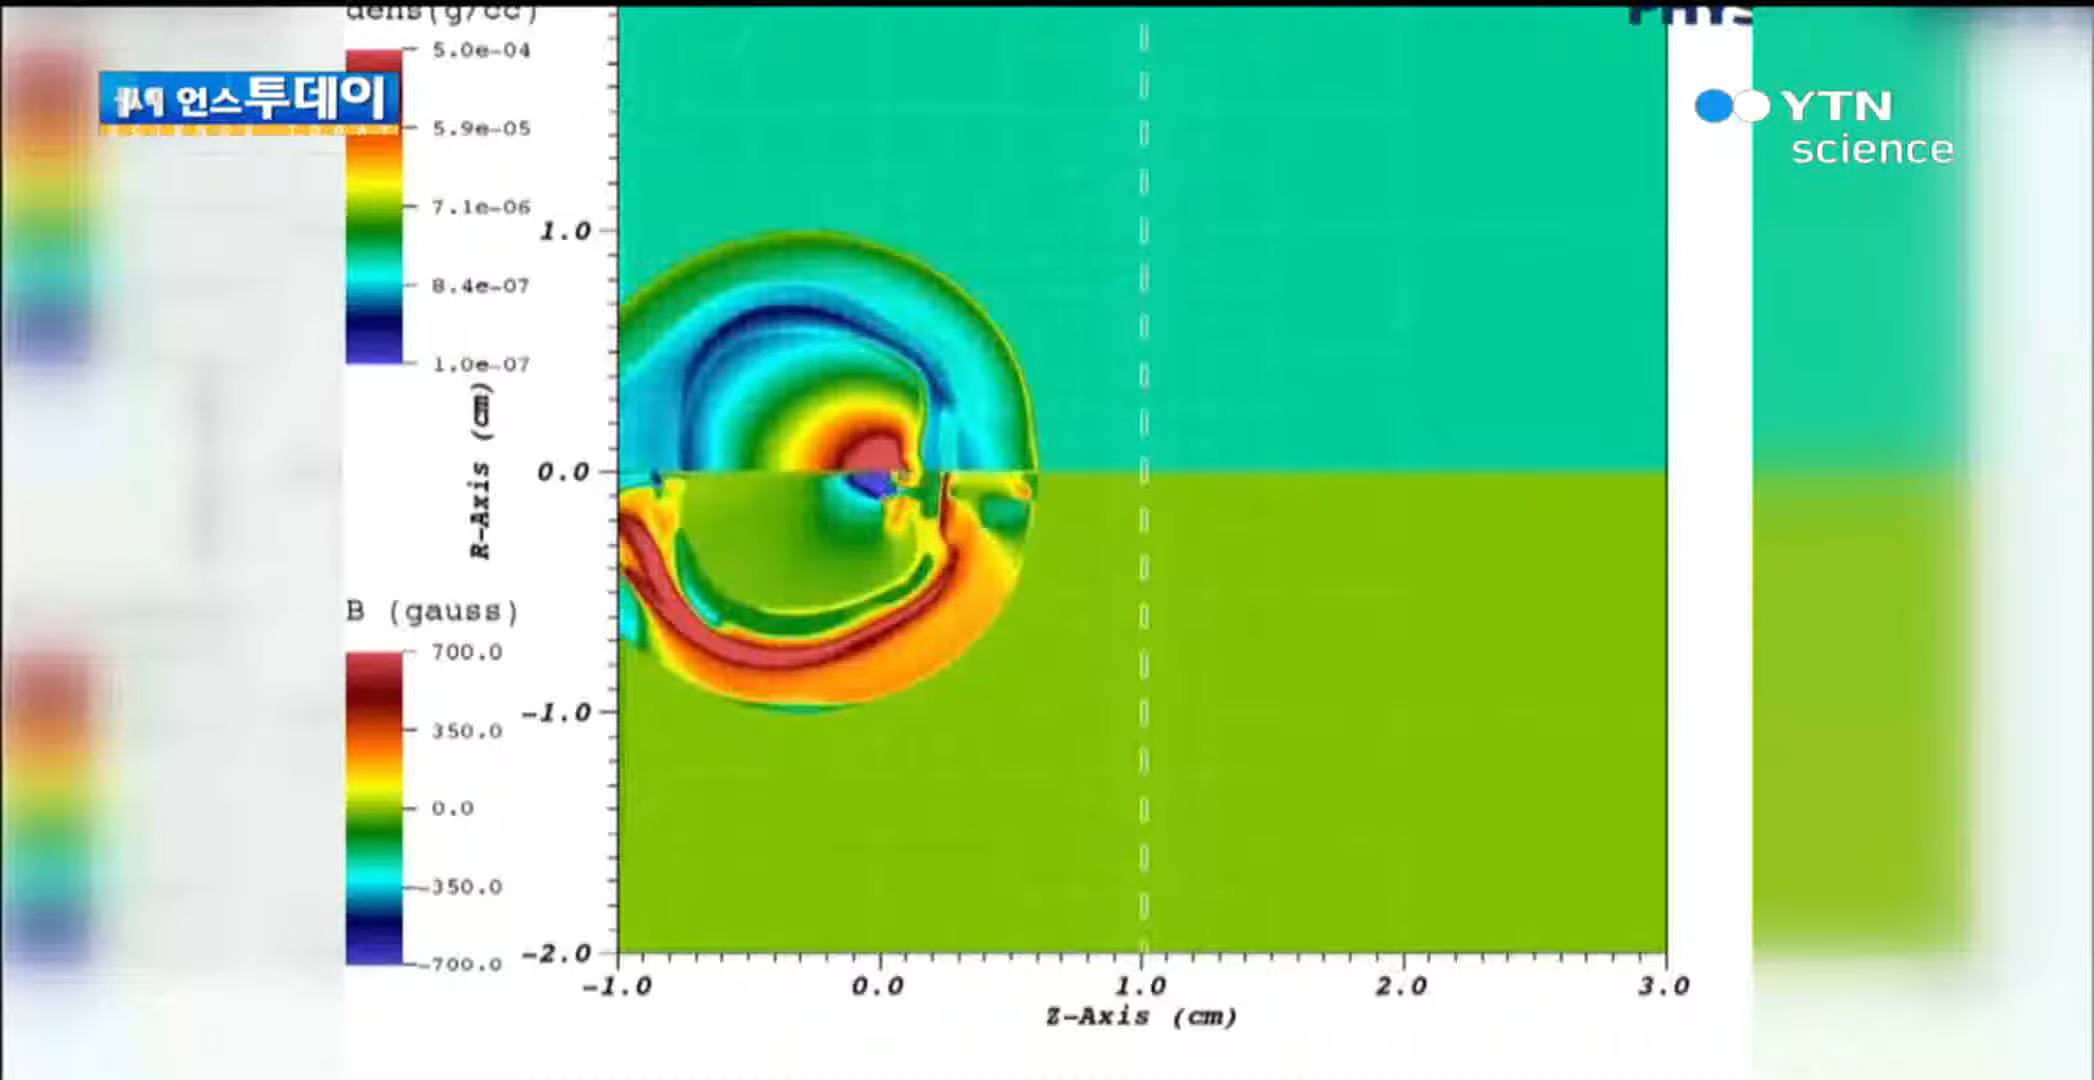 dens(g/cc)
5.0e-04
5.9e-05
7.1e-06
8.4e-07
1.0e-07
언스투데이
SCIENCE TODAY
PHYS
YTN
science
1.0
0.0
-1.0
-2.0
R-Axis (cm)
B (gauss)
700.0
350.0
0.0
-350.0
-700.0
-1.0 0.0 1.0 2.0 3.0
Z-Axis (cm)